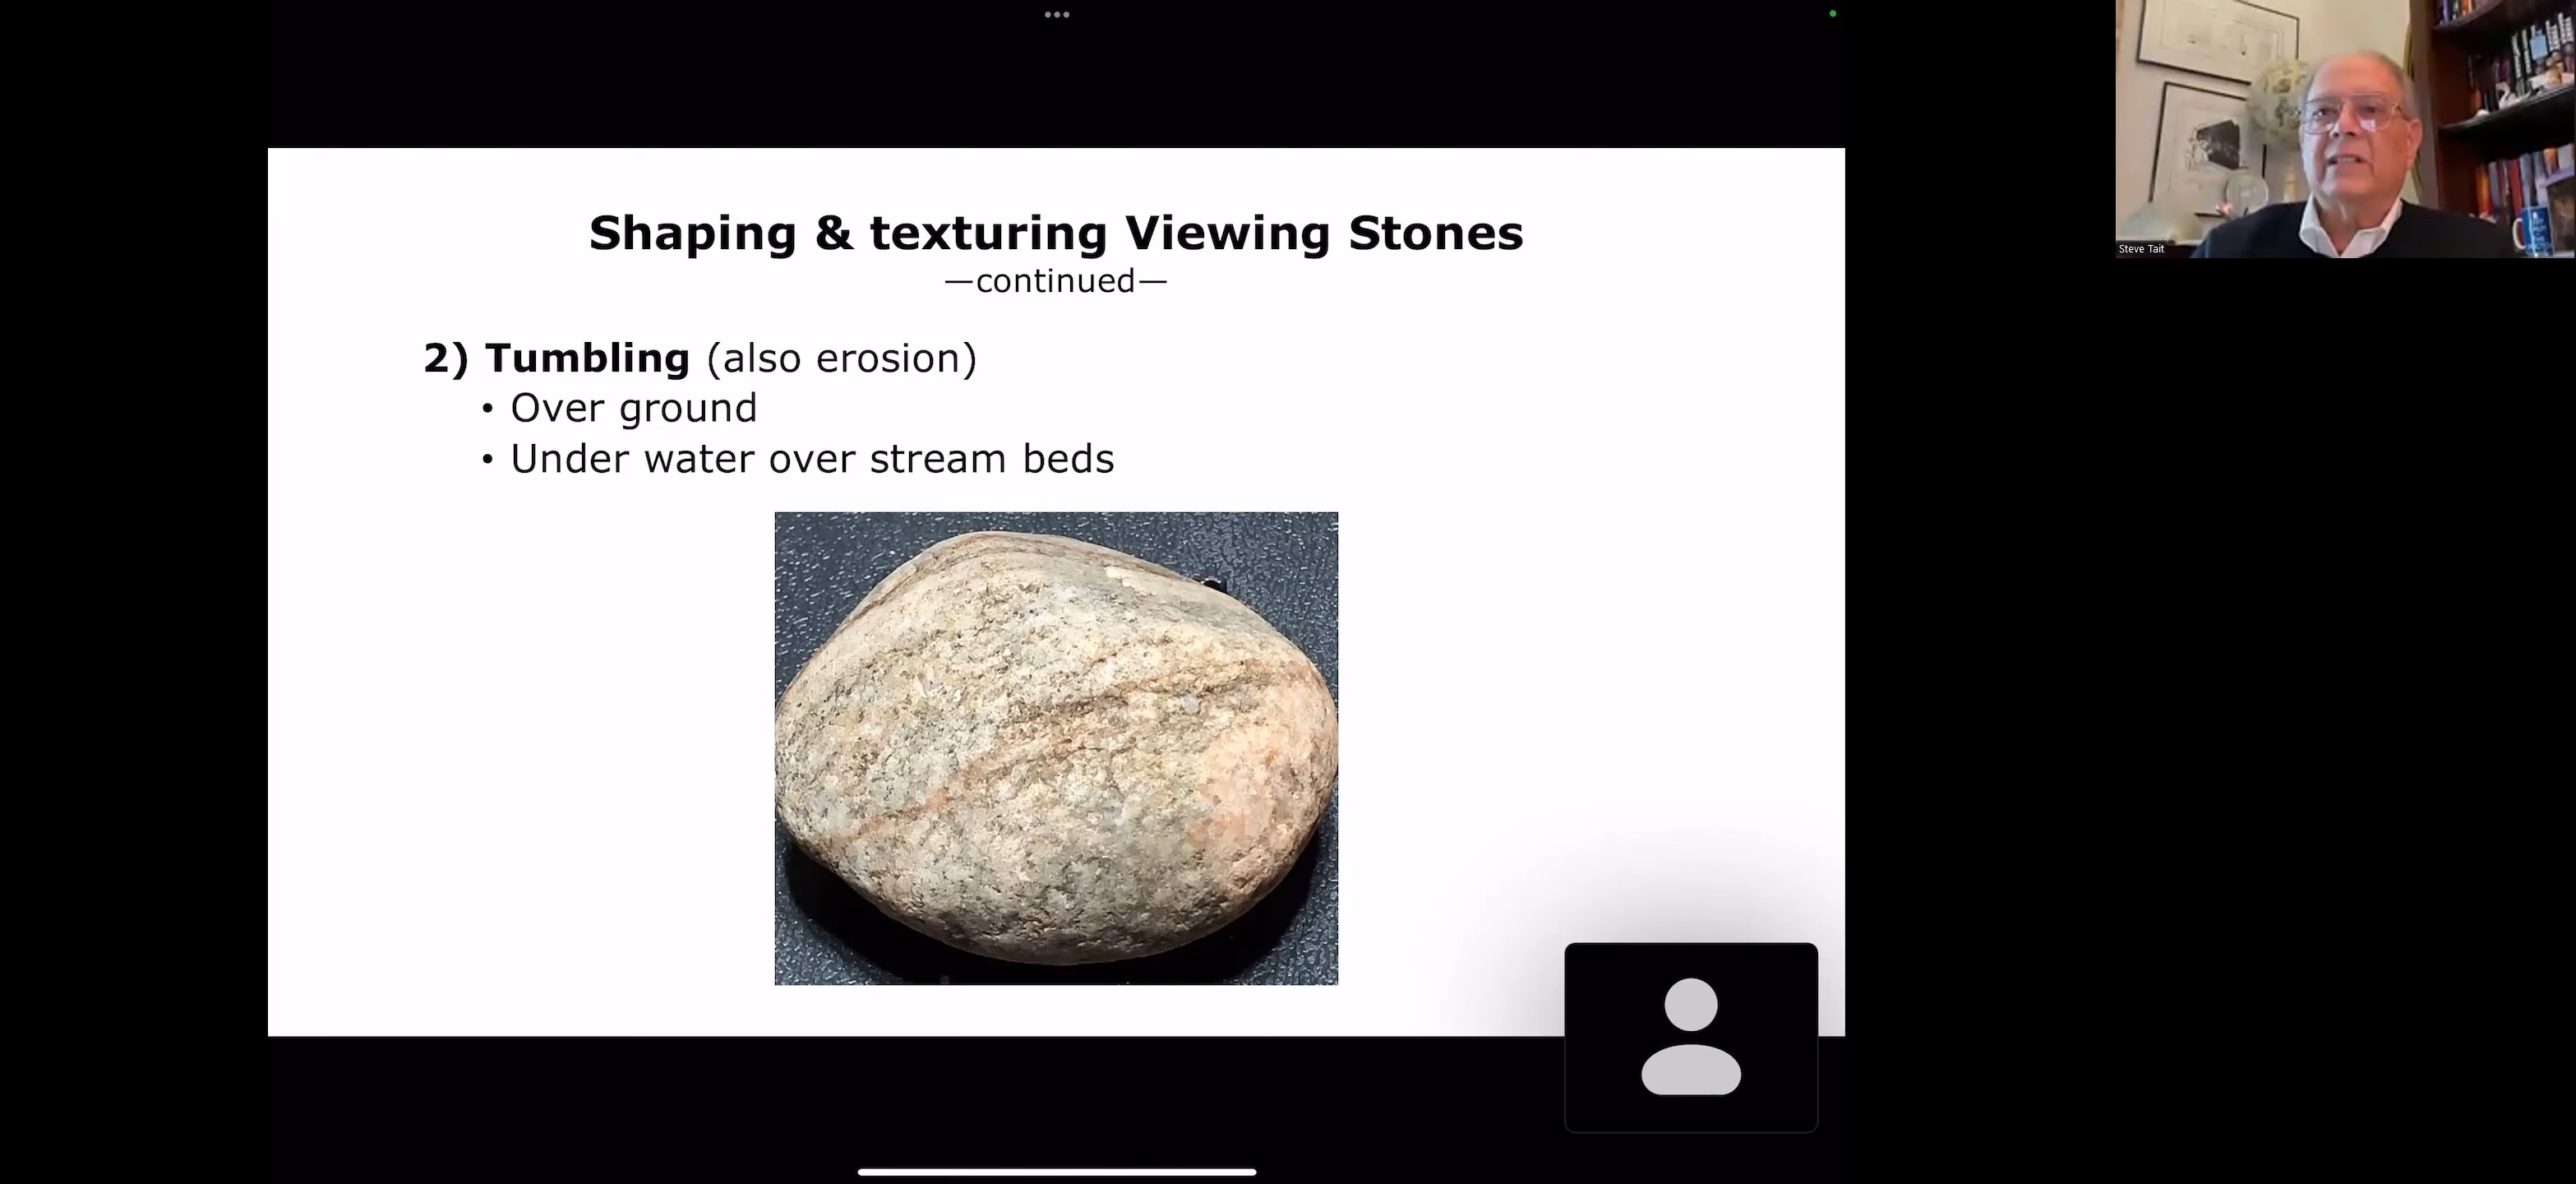 Shaping & texturing Viewing Stones
—continued—
2) Tumbling (also erosion)
• Over ground
• Under water over stream beds
Steve Tait